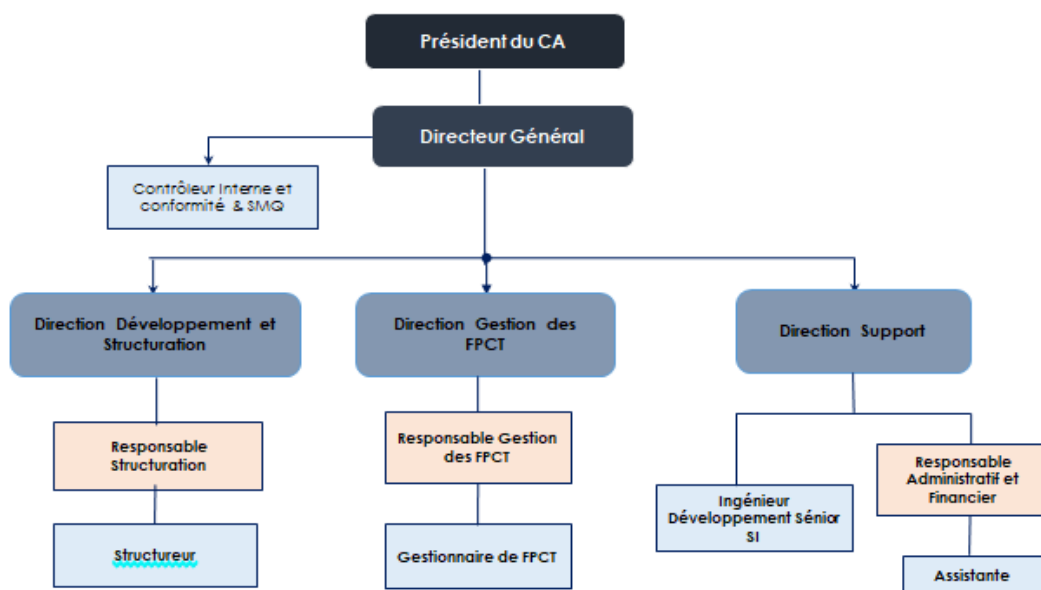 Président du CA
Directeur Général
Contrôleur Interne et
conformité & SMQ
Direction Développement et
Structuration
Direction Gestion des
FPCT
Direction Support
Responsable
Structuration
Responsable Gestion
des FPCT
Responsable
Administratif et
Financier
Ingénieur
Développement Sénior
SI
Structureur
Gestionnaire de FPCT
Assistante